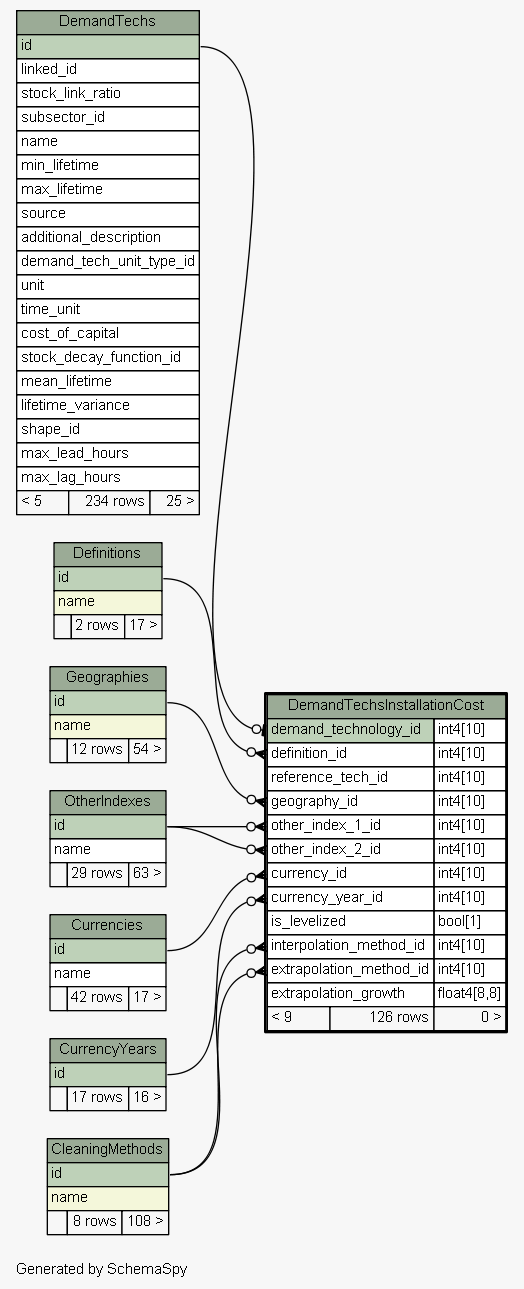 DemandTechs
id
linked_id
stock_link_ratio
subsector_id
name
min_lifetime
max_lifetime
source
additional_description
demand_tech_unit_type_id
unit
time_unit
cost_of_capital
stock_decay_function_id
mean_lifetime
lifetime_variance
shape_id
max_lead_hours
max_lag_hours
< 5 234 rows 25 >
Definitions
id
name
2 rows 17 >
Geographies
id
name
12 rows 54 >
OtherIndexes
id
name
29 rows 63 >
Currencies
id
name
42 rows 17 >
CurrencyYears
id
17 rows 16 >
CleaningMethods
id
name
8 rows 108 >
DemandTechsInstallationCost
demand_technology_id int4[10]
definition_id int4[10]
reference_tech_id int4[10]
geography_id int4[10]
other_index_1_id int4[10]
other_index_2_id int4[10]
currency_id int4[10]
currency_year_id int4[10]
is_levelized bool[1]
interpolation_method_id int4[10]
extrapolation_method_id int4[10]
extrapolation_growth float4[8,8]
< 9 126 rows 0 >
Generated by SchemaSpy